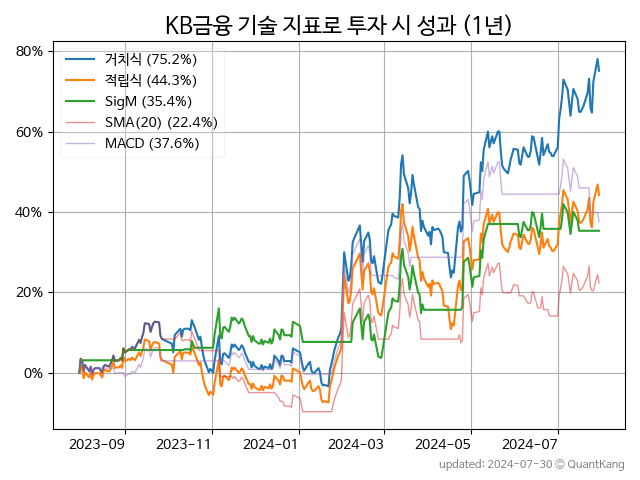 KB금융 기술 지표로 투자 시 성과 (1년)
거치식 (75.2%)
적립식 (44.3%)
SigM (35.4%)
SMA(20) (22.4%)
MACD (37.6%)
80%
60%
40%
20%
0%
2023-09 2023-11 2024-01 2024-03 2024-05 2024-07
updated: 2024-07-30 © QuantKang